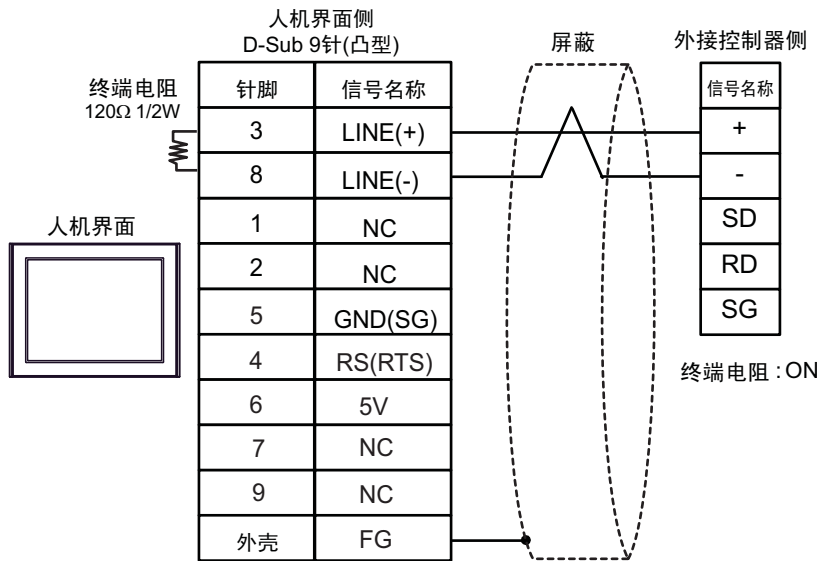 人机界面侧
D-Sub 9针(凸型)
屏蔽
外接控制器侧
终端电阻
120Ω 1/2W
针脚 信号名称
信号名称
3 LINE(+)
+
8 LINE(-)
-
人机界面
1 NC
SD
2 NC
RD
5 GND(SG)
SG
4 RS(RTS)
终端电阻 : ON
6 5V
7 NC
9 NC
外壳 FG